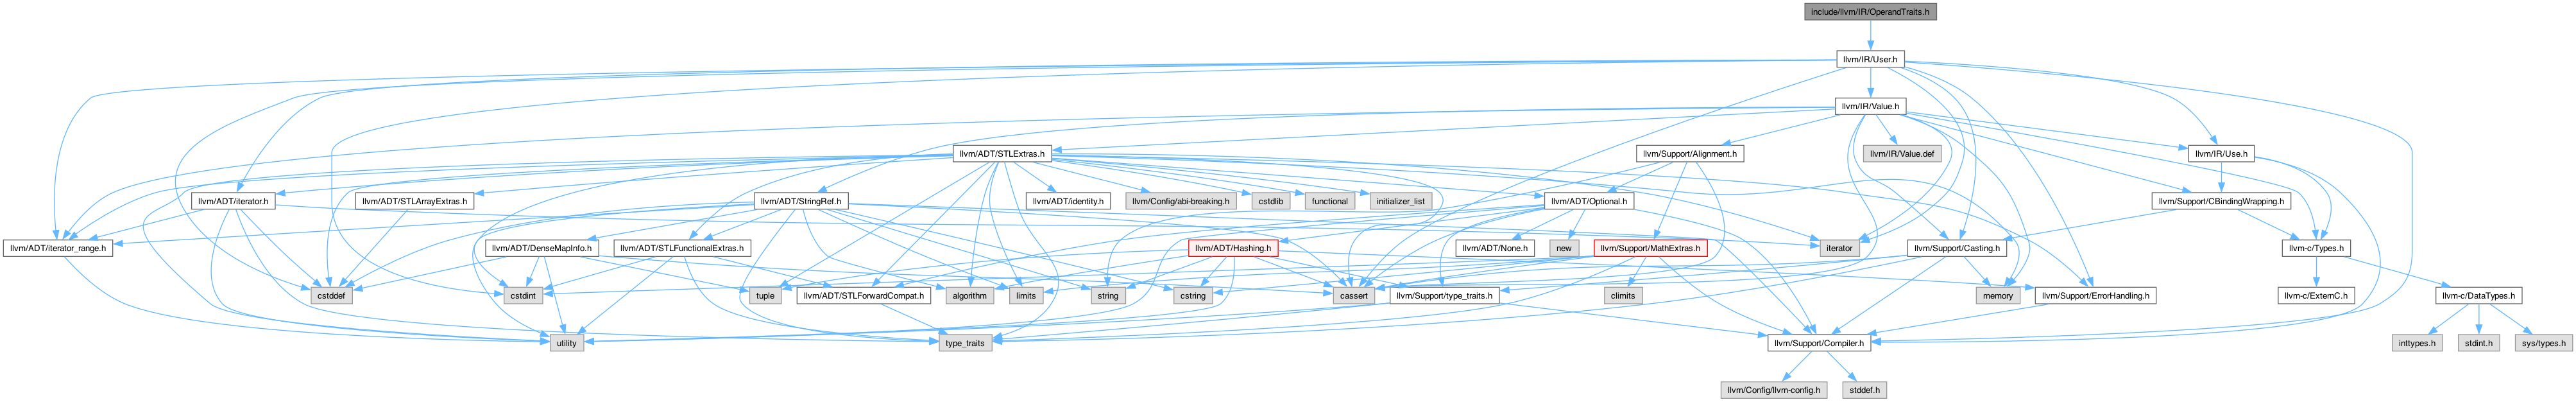 include/llvm/IR/OperandTraits.h
llvm/IR/User.h
llvm/IR/Value.h
llvm/ADT/STLExtras.h
llvm/Support/Alignment.h
llvm/IR/Value.def
llvm/IR/Use.h
llvm/ADT/iterator.h
llvm/ADT/STLArrayExtras.h
llvm/ADT/StringRef.h
llvm/ADT/identity.h
llvm/Config/abi-breaking.h
cstdlib
functional
initializer_list
llvm/ADT/Optional.h
llvm/Support/CBindingWrapping.h
llvm/ADT/iterator_range.h
llvm/ADT/DenseMapInfo.h
llvm/ADT/STLFunctionalExtras.h
llvm/ADT/Hashing.h
llvm/ADT/None.h
new
llvm/Support/MathExtras.h
iterator
llvm/Support/Casting.h
llvm-c/Types.h
cstddef
cstdint
tuple
llvm/ADT/STLForwardCompat.h
algorithm
limits
string
cstring
cassert
llvm/Support/type_traits.h
climits
memory
llvm/Support/ErrorHandling.h
llvm-c/ExternC.h
llvm-c/DataTypes.h
utility
type_traits
llvm/Support/Compiler.h
inttypes.h
stdint.h
sys/types.h
llvm/Config/llvm-config.h
stddef.h